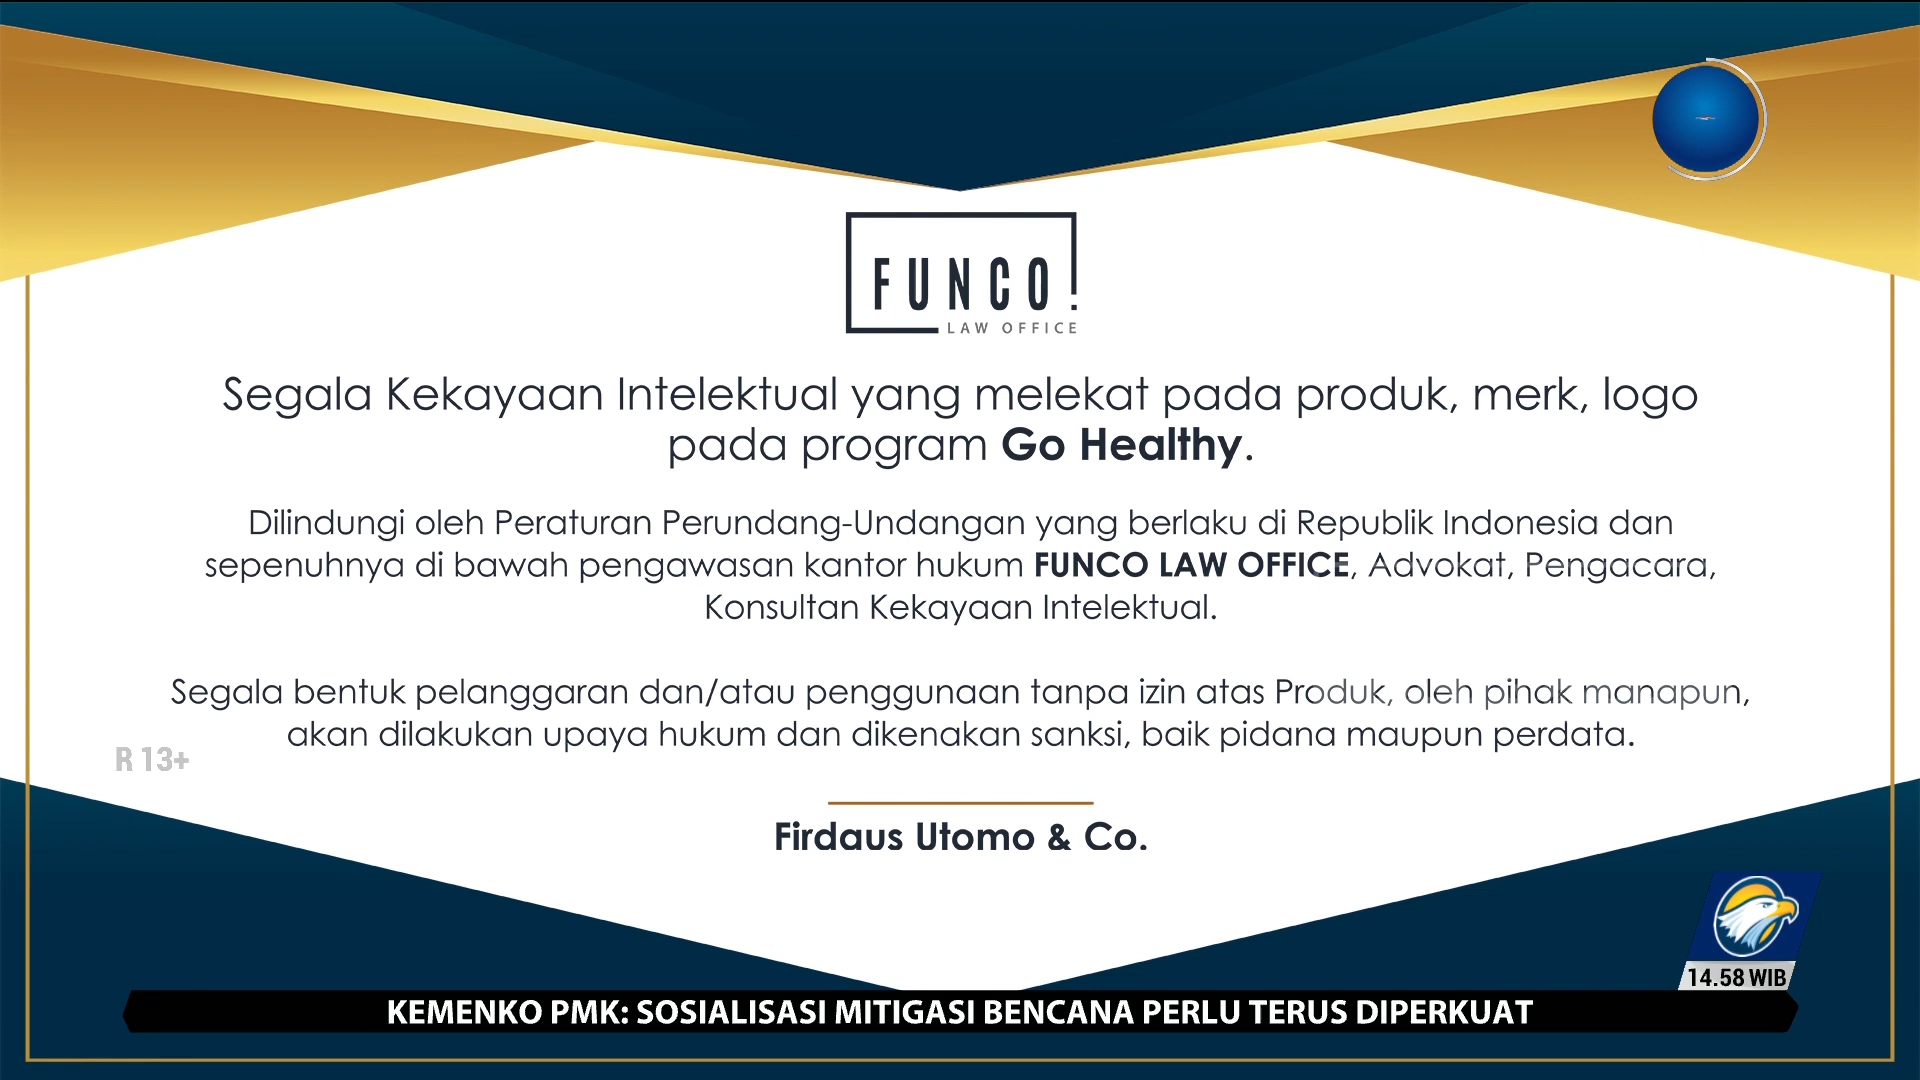 FUNCO
LAW OFFICE
Segala Kekayaan Intelektual yang melekat pada produk, merk, logo
pada program Go Healthy.
Dilindungi oleh Peraturan Perundang-Undangan yang berlaku di Republik Indonesia dan
sepenuhnya di bawah pengawasan kantor hukum FUNCO LAW OFFICE, Advokat, Pengacara,
Konsultan Kekayaan Intelektual.
Segala bentuk pelanggaran dan/atau penggunaan tanpa izin atas Produk, oleh pihak manapun,
akan dilakukan upaya hukum dan dikenakan sanksi, baik pidana maupun perdata.
R 13+
Firdaus Utomo & Co.
14.58 WIB
KEMENKO PMK: SOSIALISASI MITIGASI BENCANA PERLU TERUS DIPERKUAT